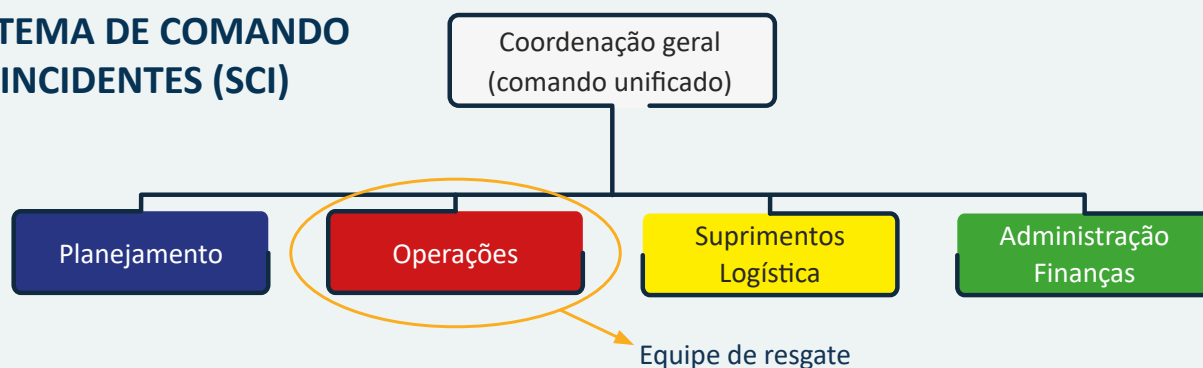 TEMA DE COMANDO
INCIDENTES (SCI)
Coordenação geral
(comando unificado)
Planejamento
Operações
Suprimentos
Logística
Administração
Finanças
Equipe de resgate